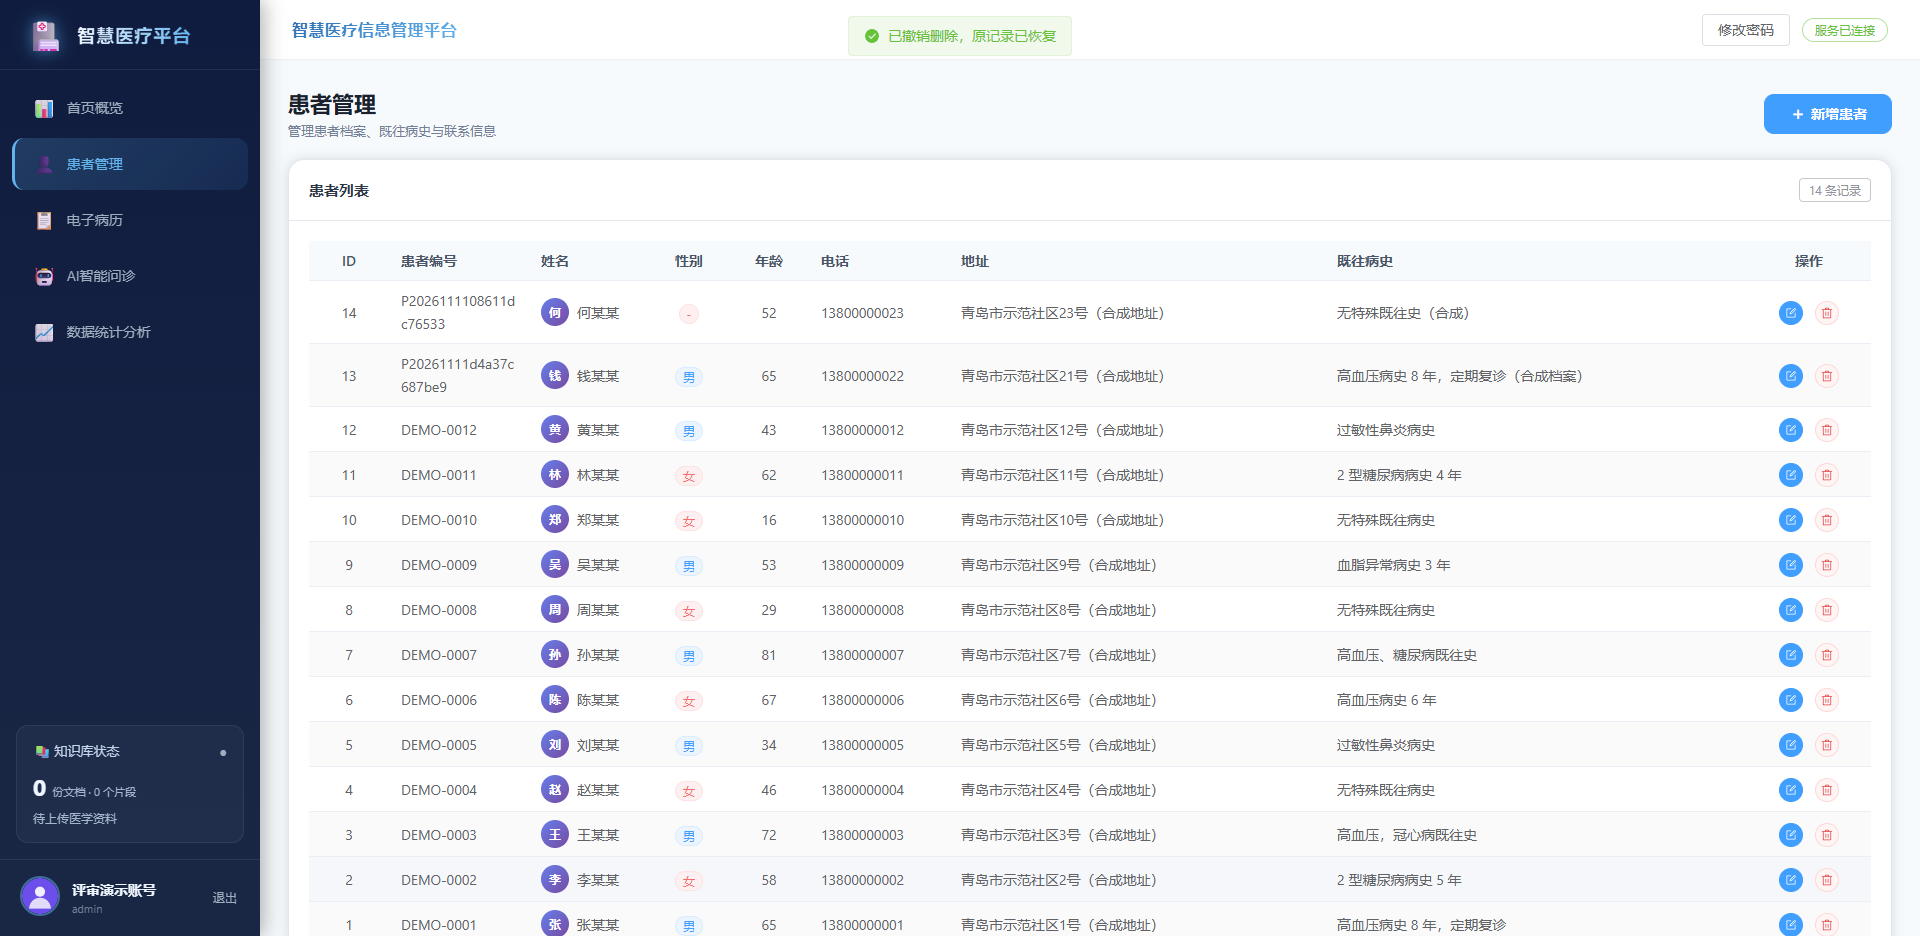 智慧医疗平台
首页概览
患者管理
电子病历
AI智能问诊
数据统计分析
知识库状态
0 份文档 · 0 个片段
待上传医学资料
评审演示账号
admin
退出
智慧医疗信息管理平台
已撤销删除，原记录已恢复
修改密码
服务已连接
患者管理
管理患者档案、既往病史与联系信息
+ 新增患者
患者列表
14 条记录
ID 患者编号 姓名 性别 年龄 电话 地址 既往病史 操作
14 P2026111108611dc76533 何 何某某 - 52 13800000023 青岛市示范社区23号（合成地址） 无特殊既往史（合成）
13 P20261111d4a37c687be9 钱 钱某某 男 65 13800000022 青岛市示范社区21号（合成地址） 高血压病史 8 年，定期复诊（合成档案）
12 DEMO-0012 黄 黄某某 男 43 13800000012 青岛市示范社区12号（合成地址） 过敏性鼻炎病史
11 DEMO-0011 林 林某某 女 62 13800000011 青岛市示范社区11号（合成地址） 2 型糖尿病病史 4 年
10 DEMO-0010 郑 郑某某 女 16 13800000010 青岛市示范社区10号（合成地址） 无特殊既往病史
9 DEMO-0009 吴 吴某某 男 53 13800000009 青岛市示范社区9号（合成地址） 血脂异常病史 3 年
8 DEMO-0008 周 周某某 女 29 13800000008 青岛市示范社区8号（合成地址） 无特殊既往病史
7 DEMO-0007 孙 孙某某 男 81 13800000007 青岛市示范社区7号（合成地址） 高血压、糖尿病既往史
6 DEMO-0006 陈 陈某某 女 67 13800000006 青岛市示范社区6号（合成地址） 高血压病史 6 年
5 DEMO-0005 刘 刘某某 男 34 13800000005 青岛市示范社区5号（合成地址） 过敏性鼻炎病史
4 DEMO-0004 赵 赵某某 女 46 13800000004 青岛市示范社区4号（合成地址） 无特殊既往病史
3 DEMO-0003 王 王某某 男 72 13800000003 青岛市示范社区3号（合成地址） 高血压，冠心病既往史
2 DEMO-0002 李 李某某 女 58 13800000002 青岛市示范社区2号（合成地址） 2 型糖尿病病史 5 年
1 DEMO-0001 张 张某某 男 65 13800000001 青岛市示范社区1号（合成地址） 高血压病史 8 年，定期复诊